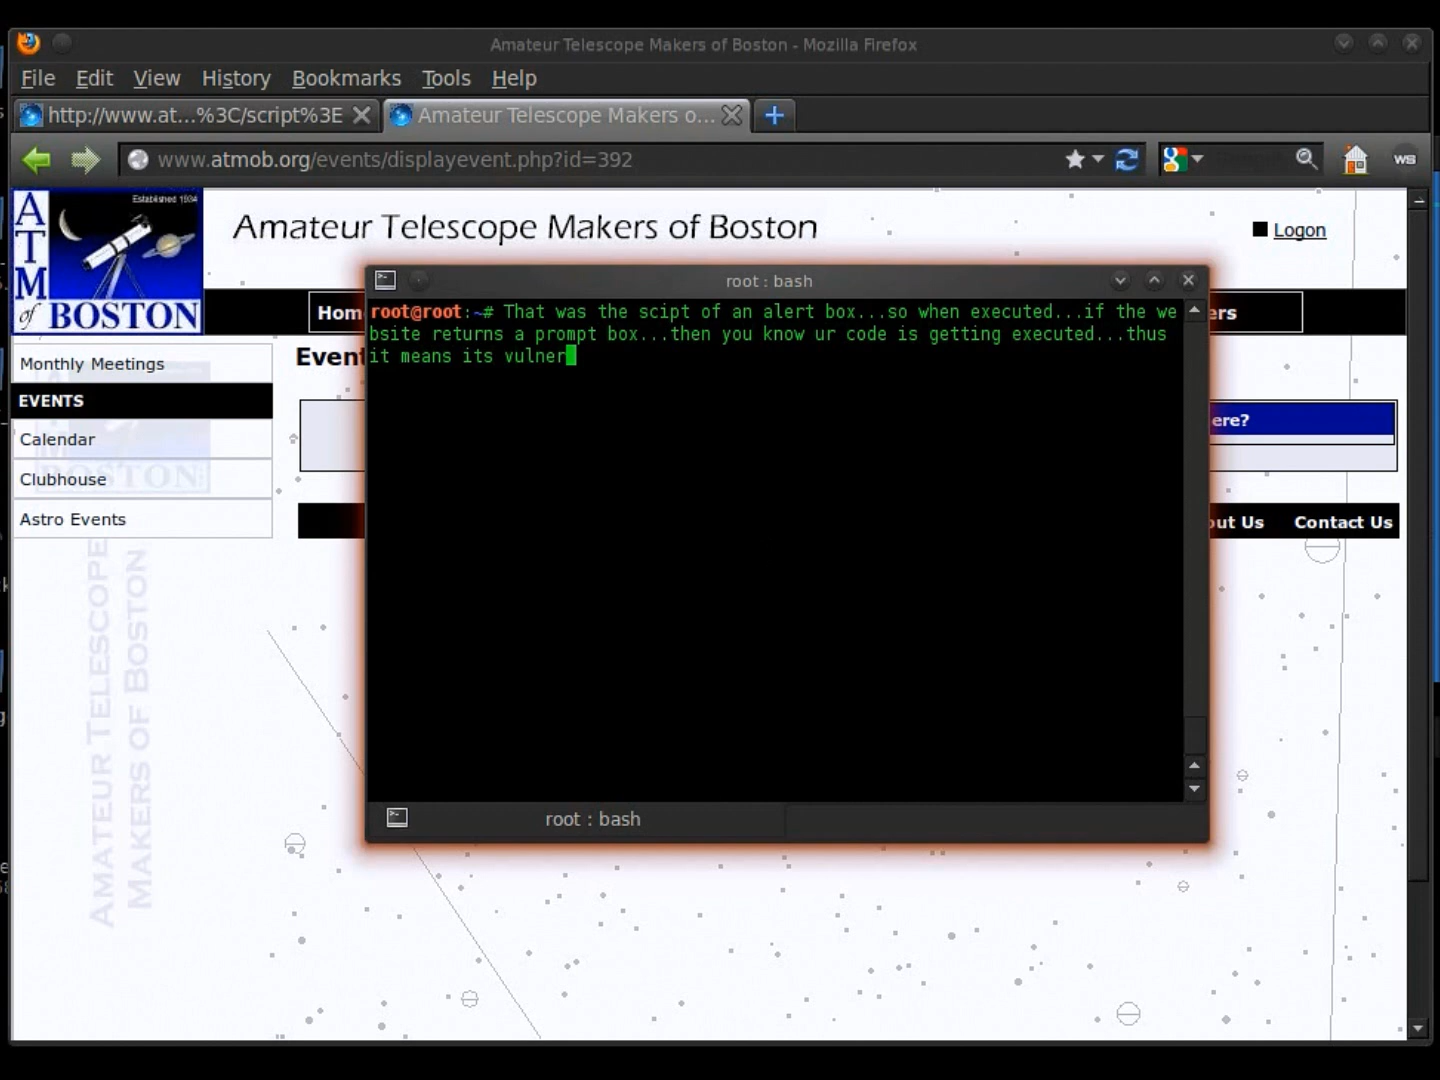 Amateur Telescope Makers of Boston - Mozilla Firefox
File Edit View History Bookmarks Tools Help
http://www.at...%3C/script%3E
Amateur Telescope Makers o...
www.atmob.org/events/displayevent.php?id=392
WS
ATM
Established 1934
of BOSTON
Amateur Telescope Makers of Boston
Logon
root : bash
root@root:~# That was the scipt of an alert box...so when executed...if the we
bsite returns a prompt box...then you know ur code is getting executed...thus
it means its vulner
Hom
ers
Monthly Meetings
Even
EVENTS
ere?
Calendar
Clubhouse
Astro Events
out Us Contact Us
AMATEUR TELESCOPE
MAKERS OF BOSTON
root : bash